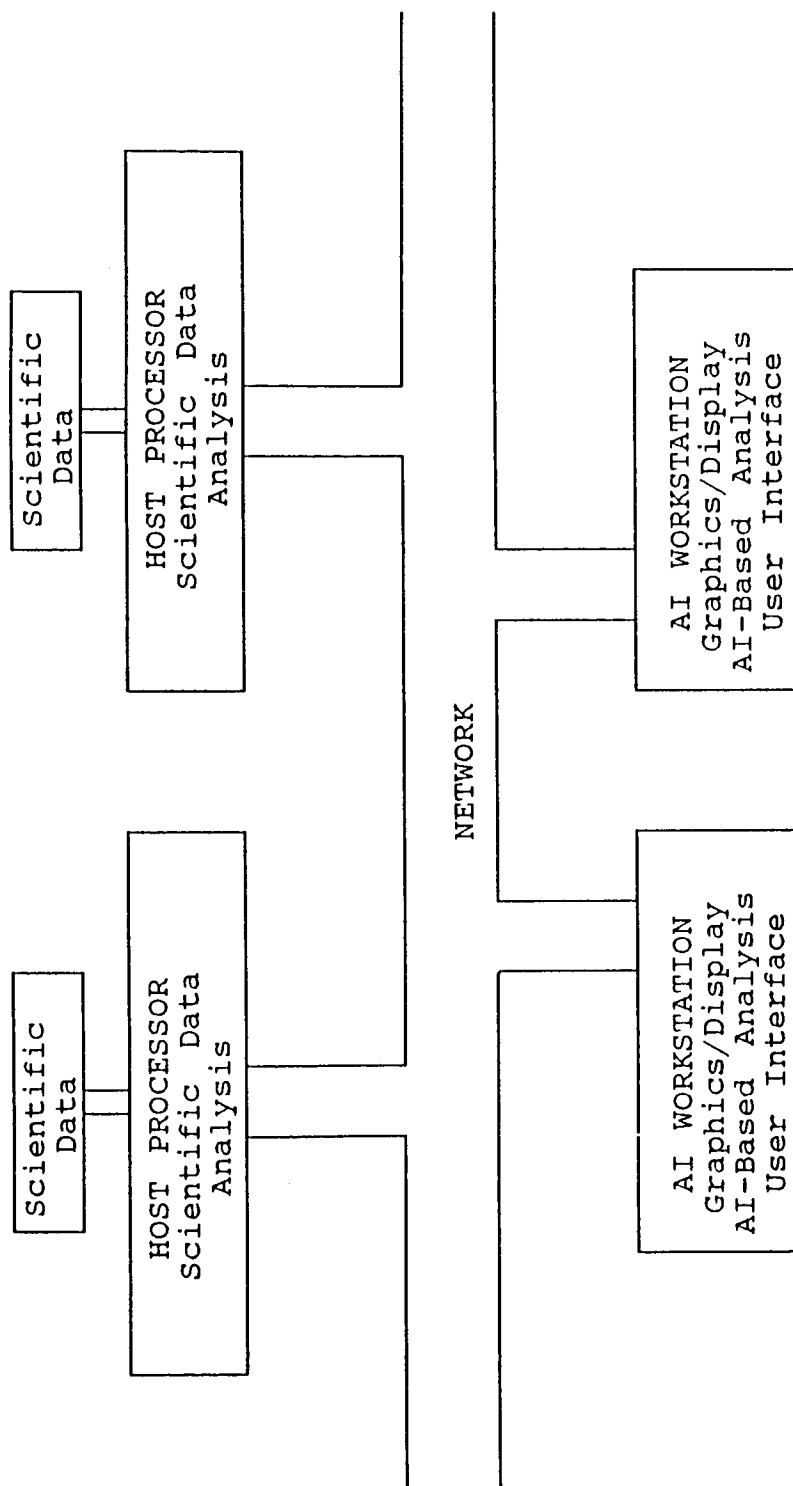 Scientific
Data
HOST PROCESSOR
Scientific Data
Analysis
Scientific
Data
HOST PROCESSOR
Scientific Data
Analysis
NETWORK
AI WORKSTATION
Graphics/Display
AI-Based Analysis
User Interface
AI WORKSTATION
Graphics/Display
AI-Based Analysis
User Interface